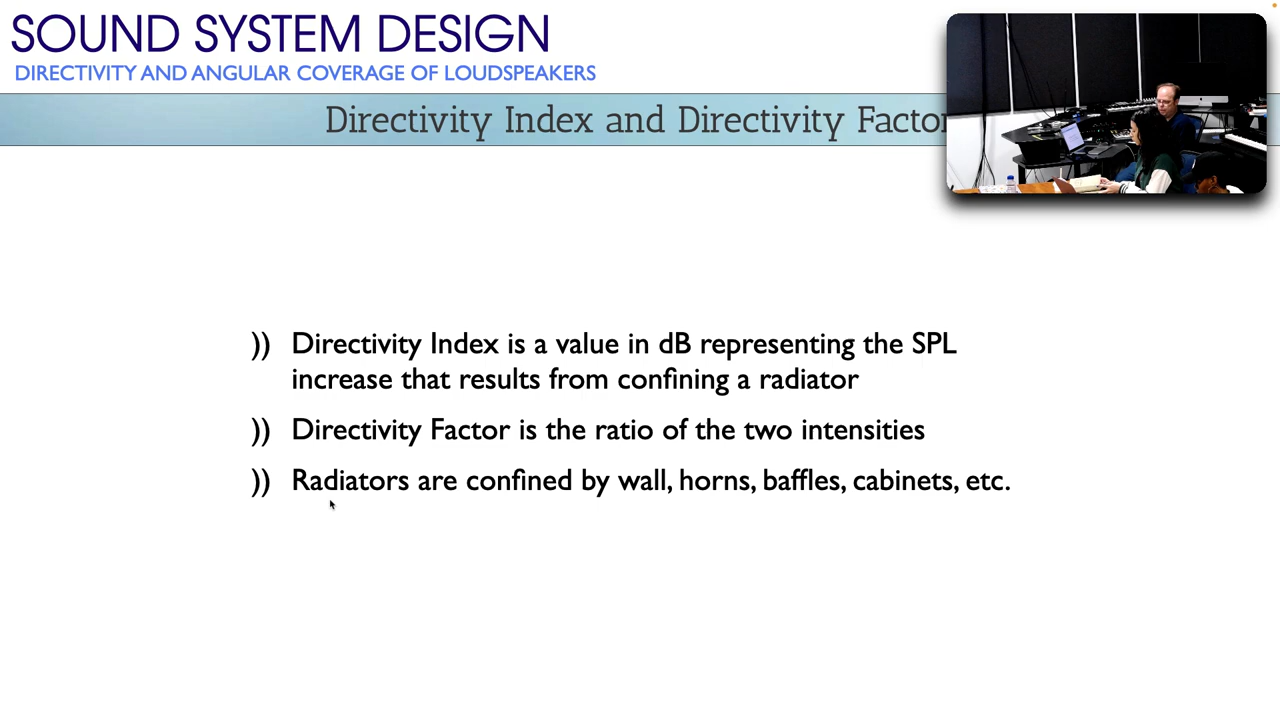 SOUND SYSTEM DESIGN
DIRECTIVITY AND ANGULAR COVERAGE OF LOUDSPEAKERS
Directivity Index and Directivity Factor
)) Directivity Index is a value in dB representing the SPL
increase that results from confining a radiator
)) Directivity Factor is the ratio of the two intensities
)) Radiators are confined by wall, horns, baffles, cabinets, etc.